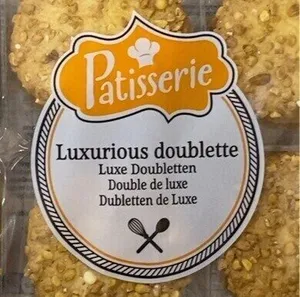 Patisserie
Luxurious doublette
Luxe Doubletten
Double de luxe
Dubletten de Luxe